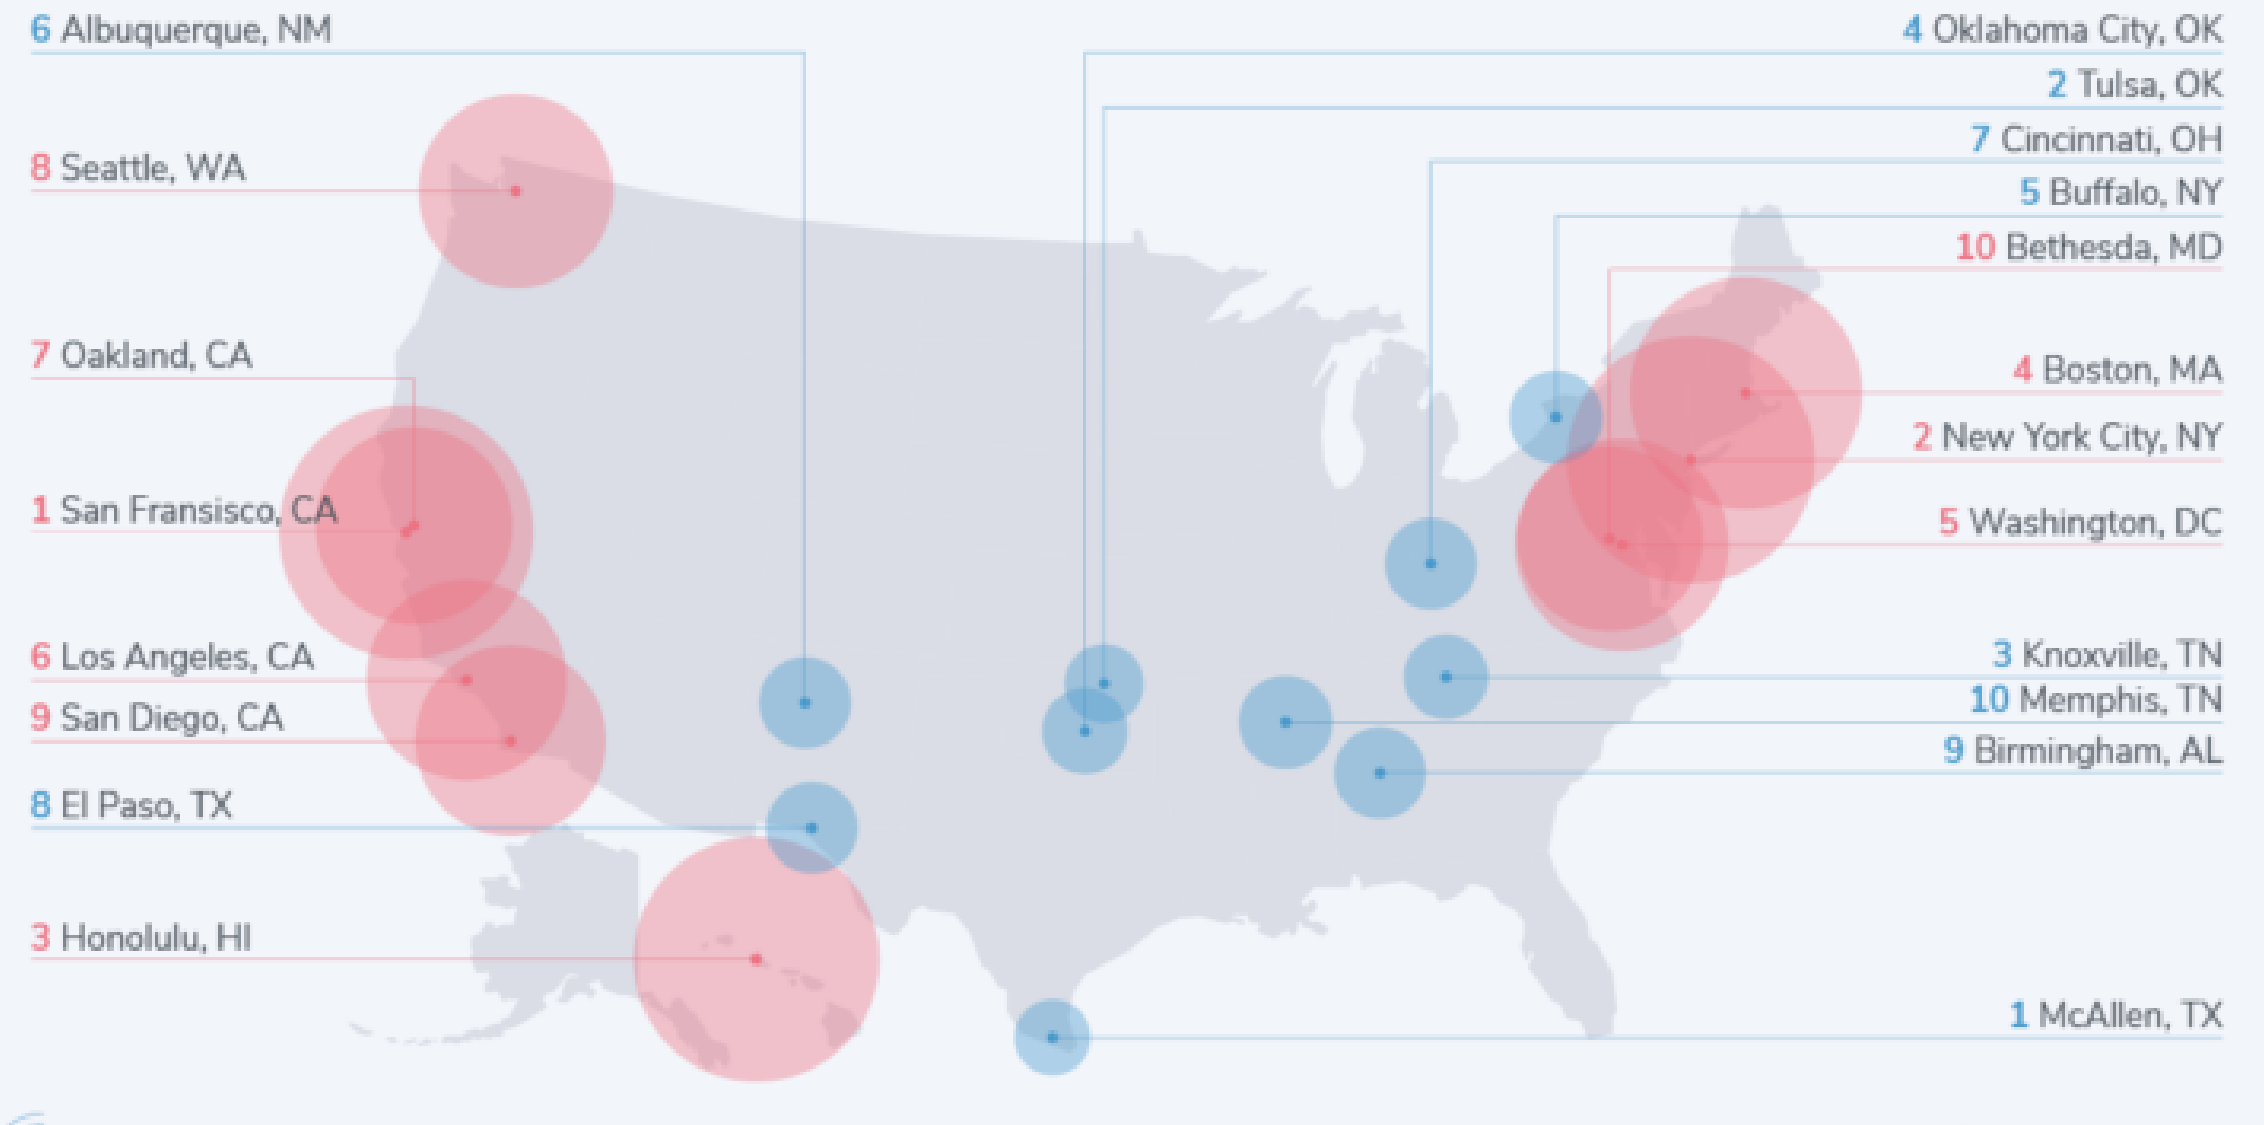 6 Albuquerque, NM
8 Seattle, WA
7 Oakland, CA
1 San Fransisco, CA
6 Los Angeles, CA
9 San Diego, CA
8 El Paso, TX
3 Honolulu, HI
4 Oklahoma City, OK
2 Tulsa, OK
7 Cincinnati, OH
5 Buffalo, NY
10 Bethesda, MD
4 Boston, MA
2 New York City, NY
5 Washington, DC
3 Knoxville, TN
10 Memphis, TN
9 Birmingham, AL
1 McAllen, TX